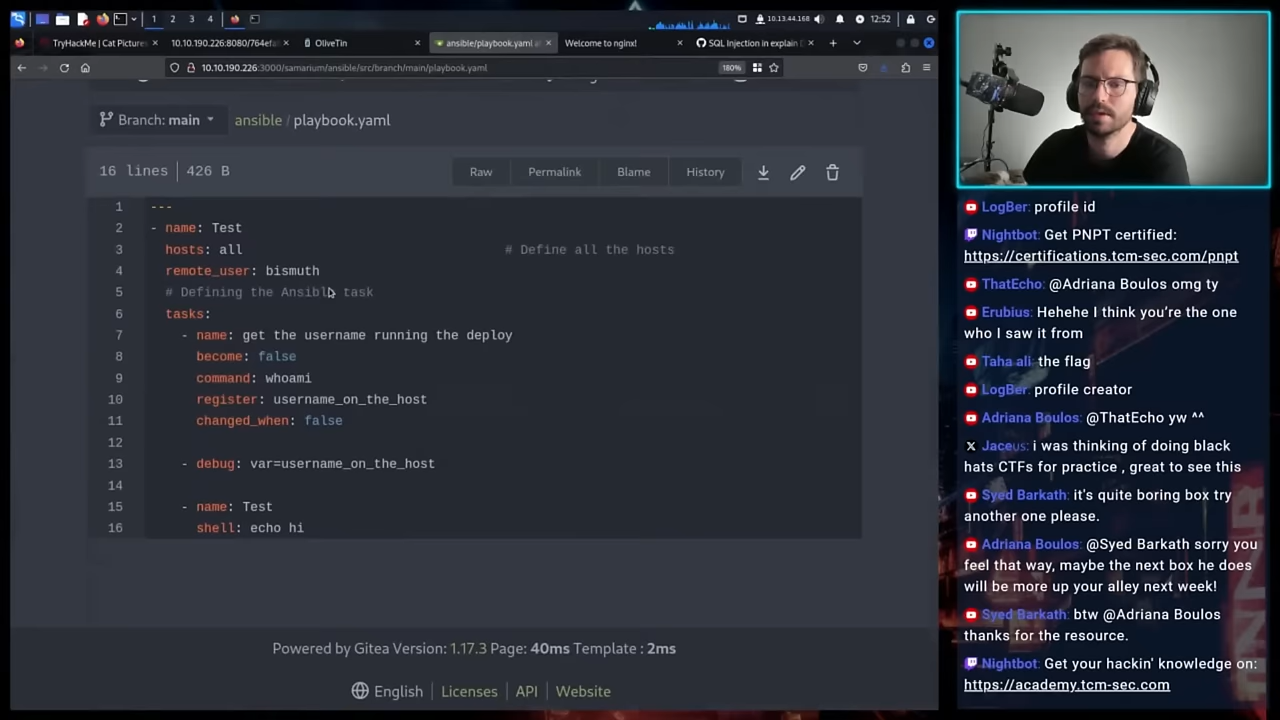 1
2
3
4
10.13.44.168
12:52
TryHackMe | Cat Pictures
10.10.190.226:8080/764efa
OliveTin
ansible/playbook.yaml a
Welcome to nginx!
SQL Injection in explain D
10.10.190.226:3000/samarium/ansible/src/branch/main/playbook.yaml
180%
Branch: main
ansible / playbook.yaml
16 lines | 426 B
Raw
Permalink
Blame
History
1 ---
2 - name: Test
3 hosts: all # Define all the hosts
4 remote_user: bismuth
5 # Defining the Ansible task
6 tasks:
7 - name: get the username running the deploy
8 become: false
9 command: whoami
10 register: username_on_the_host
11 changed_when: false
12
13 - debug: var=username_on_the_host
14
15 - name: Test
16 shell: echo hi
Powered by Gitea Version: 1.17.3 Page: 40ms Template : 2ms
English | Licenses | API | Website
LogBer: profile id
Nightbot: Get PNPT certified:
https://certifications.tcm-sec.com/pnpt
ThatEcho: @Adriana Boulos omg ty
Erubius: Hehehe I think you're the one
who I saw it from
Taha ali: the flag
LogBer: profile creator
Adriana Boulos: @ThatEcho yw ^^
Jaceus: i was thinking of doing black
hats CTFs for practice , great to see this
Syed Barkath: it's quite boring box try
another one please.
Adriana Boulos: @Syed Barkath sorry you
feel that way, maybe the next box he does
will be more up your alley next week!
Syed Barkath: btw @Adriana Boulos
thanks for the resource.
Nightbot: Get your hackin' knowledge on:
https://academy.tcm-sec.com